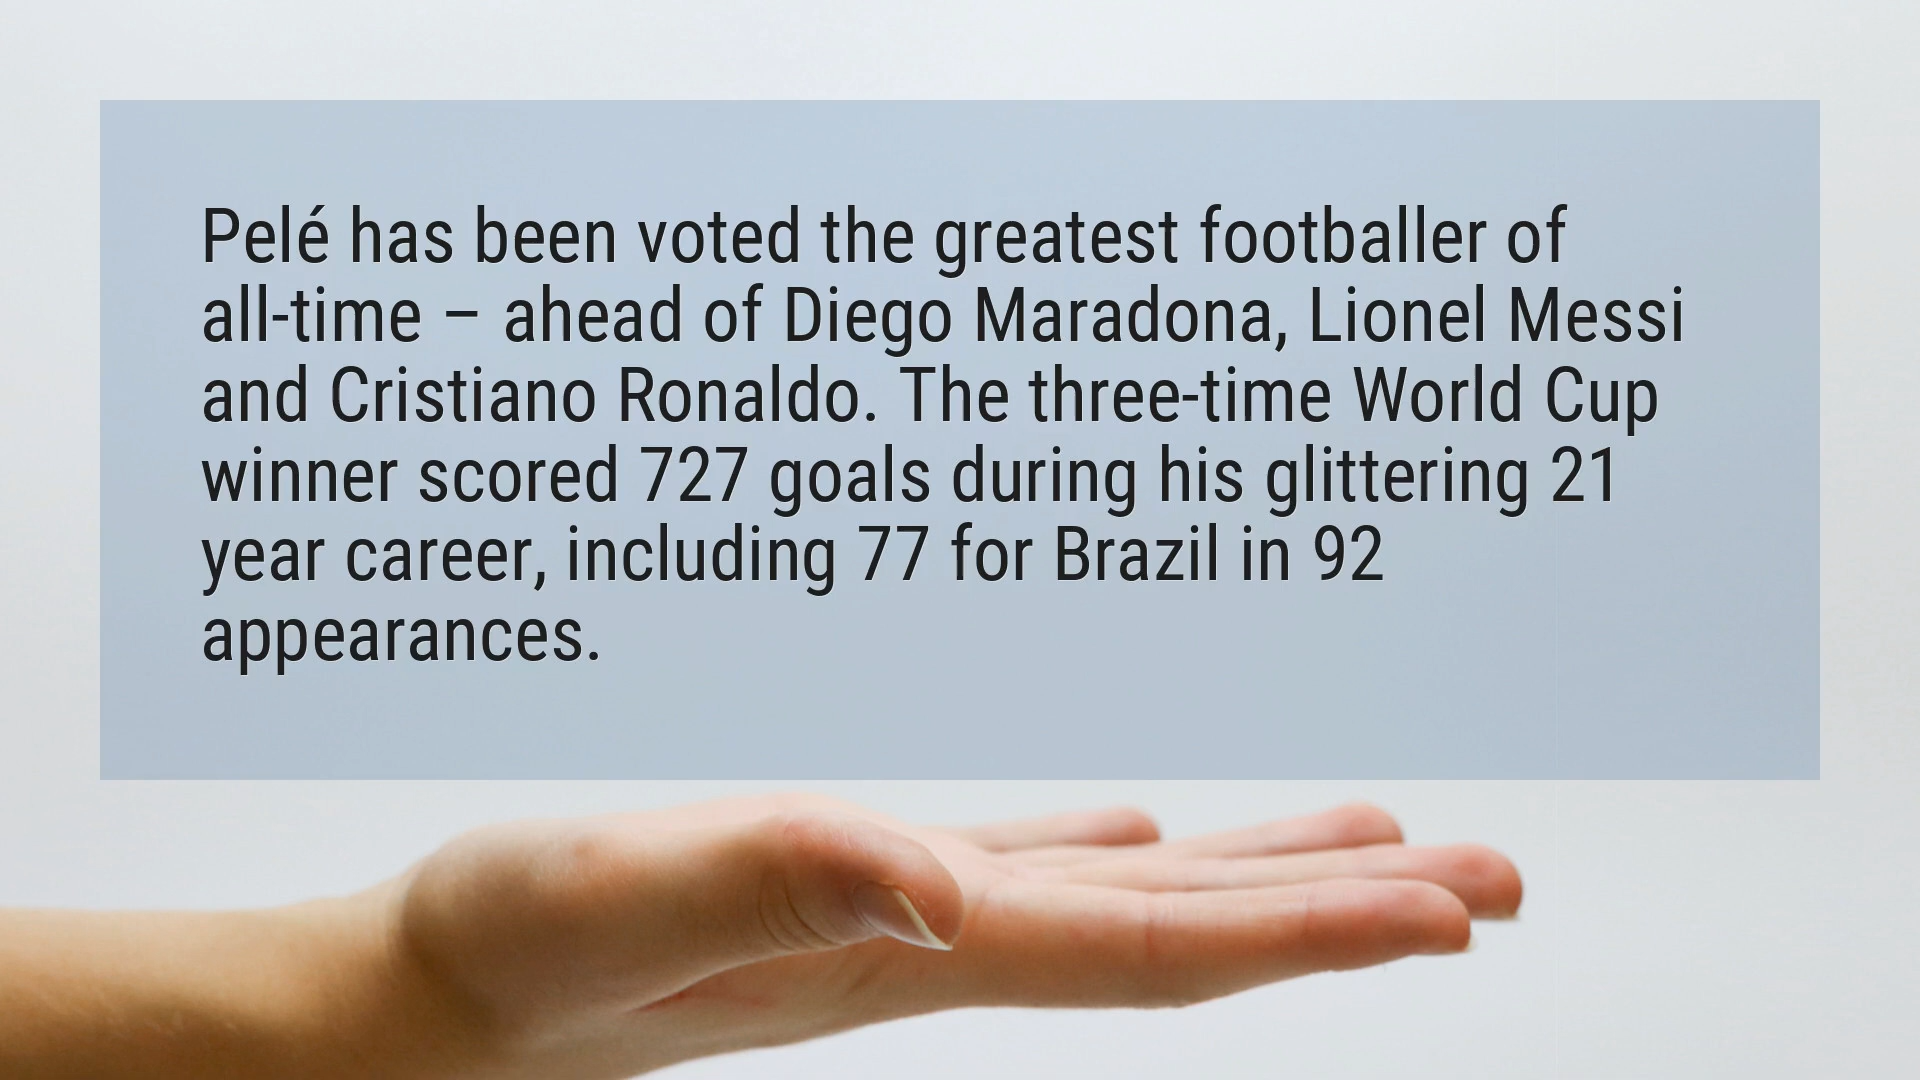 Pelé has been voted the greatest footballer of
all-time – ahead of Diego Maradona, Lionel Messi
and Cristiano Ronaldo. The three-time World Cup
winner scored 727 goals during his glittering 21
year career, including 77 for Brazil in 92
appearances.